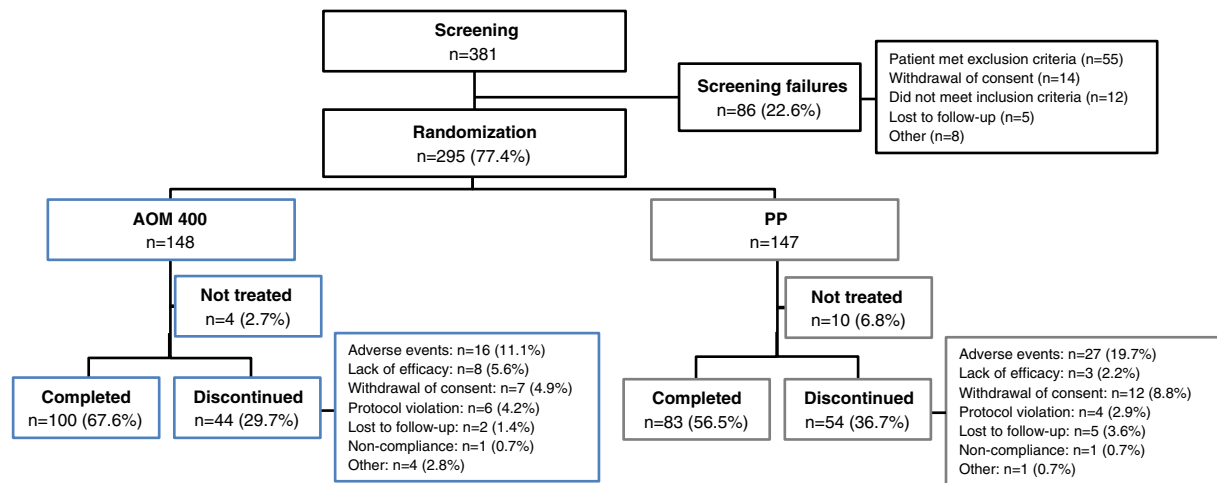 Screening
n=381
Patient met exclusion criteria (n=55)
Withdrawal of consent (n=14)
Did not meet inclusion criteria (n=12)
Lost to follow-up (n=5)
Other (n=8)
Screening failures
n=86 (22.6%)
Randomization
n=295 (77.4%)
AOM 400
n=148
PP
n=147
Not treated
n=4 (2.7%)
Not treated
n=10 (6.8%)
Completed
n=100 (67.6%)
Discontinued
n=44 (29.7%)
Adverse events: n=16 (11.1%)
Lack of efficacy: n=8 (5.6%)
Withdrawal of consent: n=7 (4.9%)
Protocol violation: n=6 (4.2%)
Lost to follow-up: n=2 (1.4%)
Non-compliance: n=1 (0.7%)
Other: n=4 (2.8%)
Completed
n=83 (56.5%)
Discontinued
n=54 (36.7%)
Adverse events: n=27 (19.7%)
Lack of efficacy: n=3 (2.2%)
Withdrawal of consent: n=12 (8.8%)
Protocol violation: n=4 (2.9%)
Lost to follow-up: n=5 (3.6%)
Non-compliance: n=1 (0.7%)
Other: n=1 (0.7%)